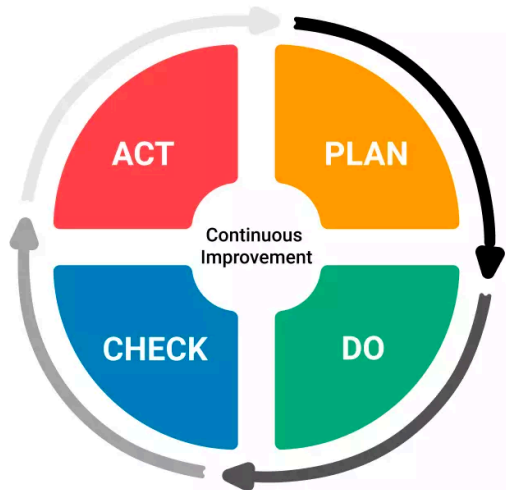 ACT
PLAN
Continuous
Improvement
CHECK
DO